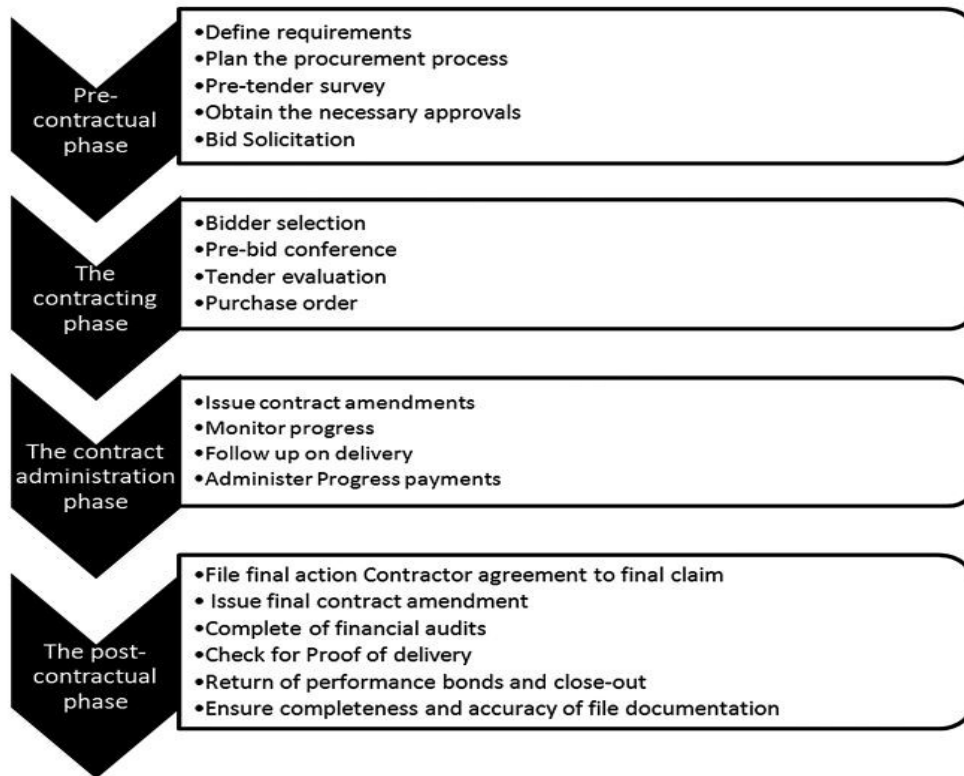 Pre-
contractual
phase
•Define requirements
•Plan the procurement process
•Pre-tender survey
•Obtain the necessary approvals
•Bid Solicitation
The
contracting
phase
•Bidder selection
•Pre-bid conference
•Tender evaluation
•Purchase order
The contract
administration
phase
•Issue contract amendments
•Monitor progress
•Follow up on delivery
•Administer Progress payments
The post-
contractual
phase
•File final action Contractor agreement to final claim
• Issue final contract amendment
•Complete of financial audits
•Check for Proof of delivery
•Return of performance bonds and close-out
•Ensure completeness and accuracy of file documentation